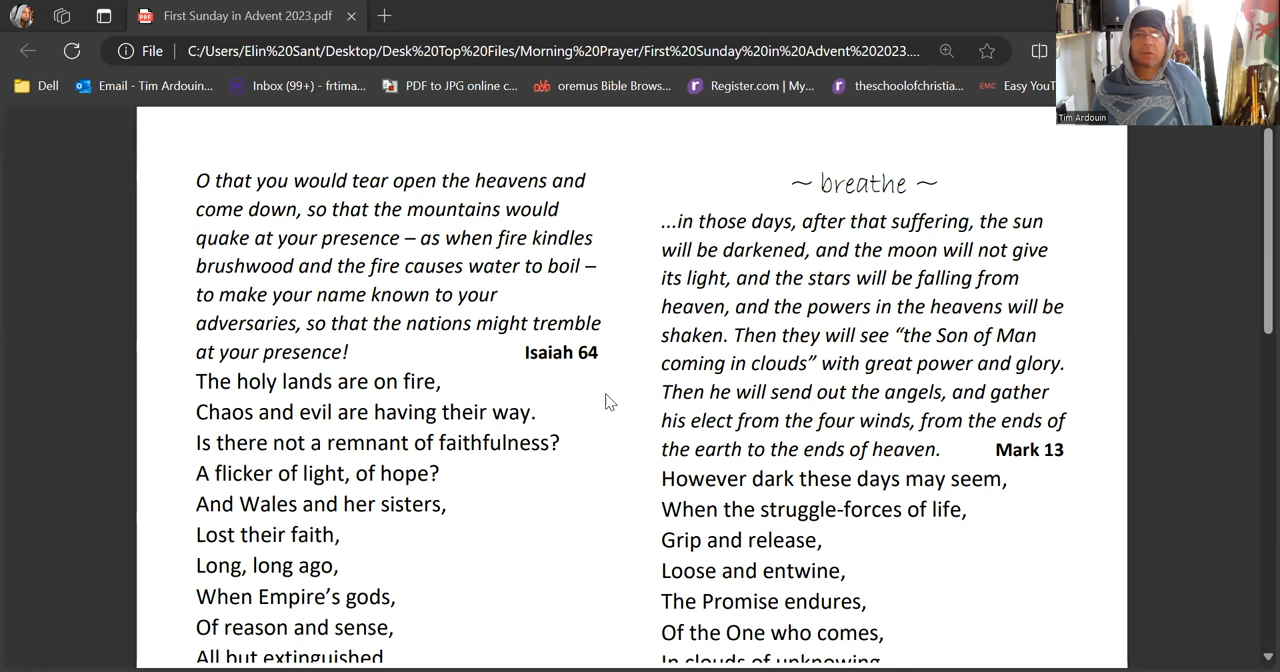 First Sunday in Advent 2023.pdf
File
C:/Users/Elin%20Sant/Desktop/Desk%20Top%20Files/Morning%20Prayer/First%20Sunday%20in%20Advent%202023....
Dell
Email - Tim Ardouin...
Inbox (99+) - frtima...
PDF to JPG online c...
oremus Bible Brows...
Register.com | My...
theschoolofchristia...
EMC
Easy YouT
Tim Ardouin
O that you would tear open the heavens and
come down, so that the mountains would
quake at your presence – as when fire kindles
brushwood and the fire causes water to boil –
to make your name known to your
adversaries, so that the nations might tremble
at your presence! Isaiah 64
The holy lands are on fire,
Chaos and evil are having their way.
Is there not a remnant of faithfulness?
A flicker of light, of hope?
And Wales and her sisters,
Lost their faith,
Long, long ago,
When Empire’s gods,
Of reason and sense,
All but extinguished
~ breathe ~
...in those days, after that suffering, the sun
will be darkened, and the moon will not give
its light, and the stars will be falling from
heaven, and the powers in the heavens will be
shaken. Then they will see “the Son of Man
coming in clouds” with great power and glory.
Then he will send out the angels, and gather
his elect from the four winds, from the ends of
the earth to the ends of heaven. Mark 13
However dark these days may seem,
When the struggle-forces of life,
Grip and release,
Loose and entwine,
The Promise endures,
Of the One who comes,
In clouds of unknowing